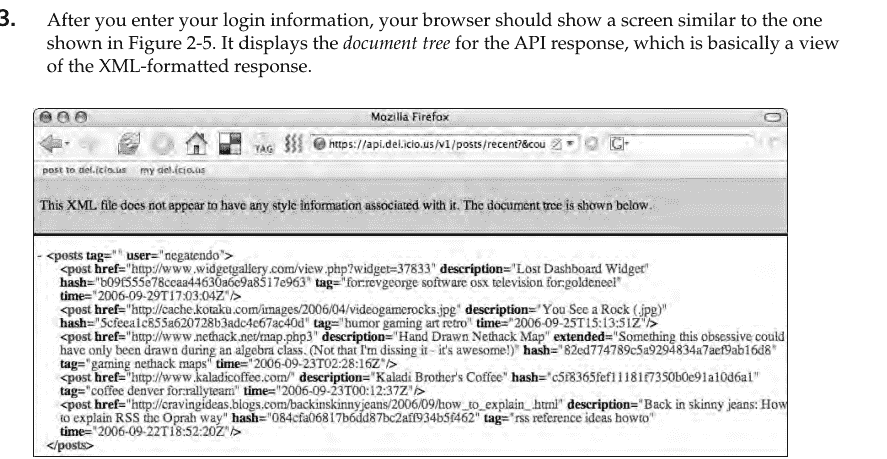 3. After you enter your login information, your browser should show a screen similar to the one
shown in Figure 2-5. It displays the document tree for the API response, which is basically a view
of the XML-formatted response.
Mozilla Firefox
TAG
https://api.del.icio.us/v1/posts/recent?&cou
G
post to del.icio.us my del.icio.us
This XML file does not appear to have any style information associated with it. The document tree is shown below.
- <posts tag="" user="negatendo">
<post href="http://www.widgetgallery.com/view.php?widget=37833" description="Lost Dashboard Widget"
hash="b09f555e78ceaa44630a6c9a8517e963" tag="for:revgeorge software osx television for:goldeneel"
time="2006-09-29T17:03:04Z"/>
<post href="http://cache.kotaku.com/images/2006/04/videogamerocks.jpg" description="You See a Rock (.jpg)"
hash="5cfeea1c855a620728b3adc4c67ac40d" tag="humor gaming art retro" time="2006-09-25T15:13:51Z"/>
<post href="http://www.nethack.net/map.php3" description="Hand Drawn Nethack Map" extended="Something this obsessive could
have only been drawn during an algebra class. (Not that I'm dissing it - it's awesome!)" hash="82ed774789c5a9294834a7aef9ab16d8"
tag="gaming nethack maps" time="2006-09-23T02:28:16Z"/>
<post href="http://www.kaladicoffee.com/" description="Kaladi Brother's Coffee" hash="c5f8365fef11181f7350b0e91a10d6a1"
tag="coffee denver for:rallyteam" time="2006-09-23T00:12:37Z"/>
<post href="http://cravingideas.blogs.com/backinskinnyjeans/2006/09/how_to_explain_.html" description="Back in skinny jeans: How
to explain RSS the Oprah way" hash="084cfa06817b6dd87bc2aff934b5f462" tag="rss reference ideas howto"
time="2006-09-22T18:52:20Z"/>
</posts>